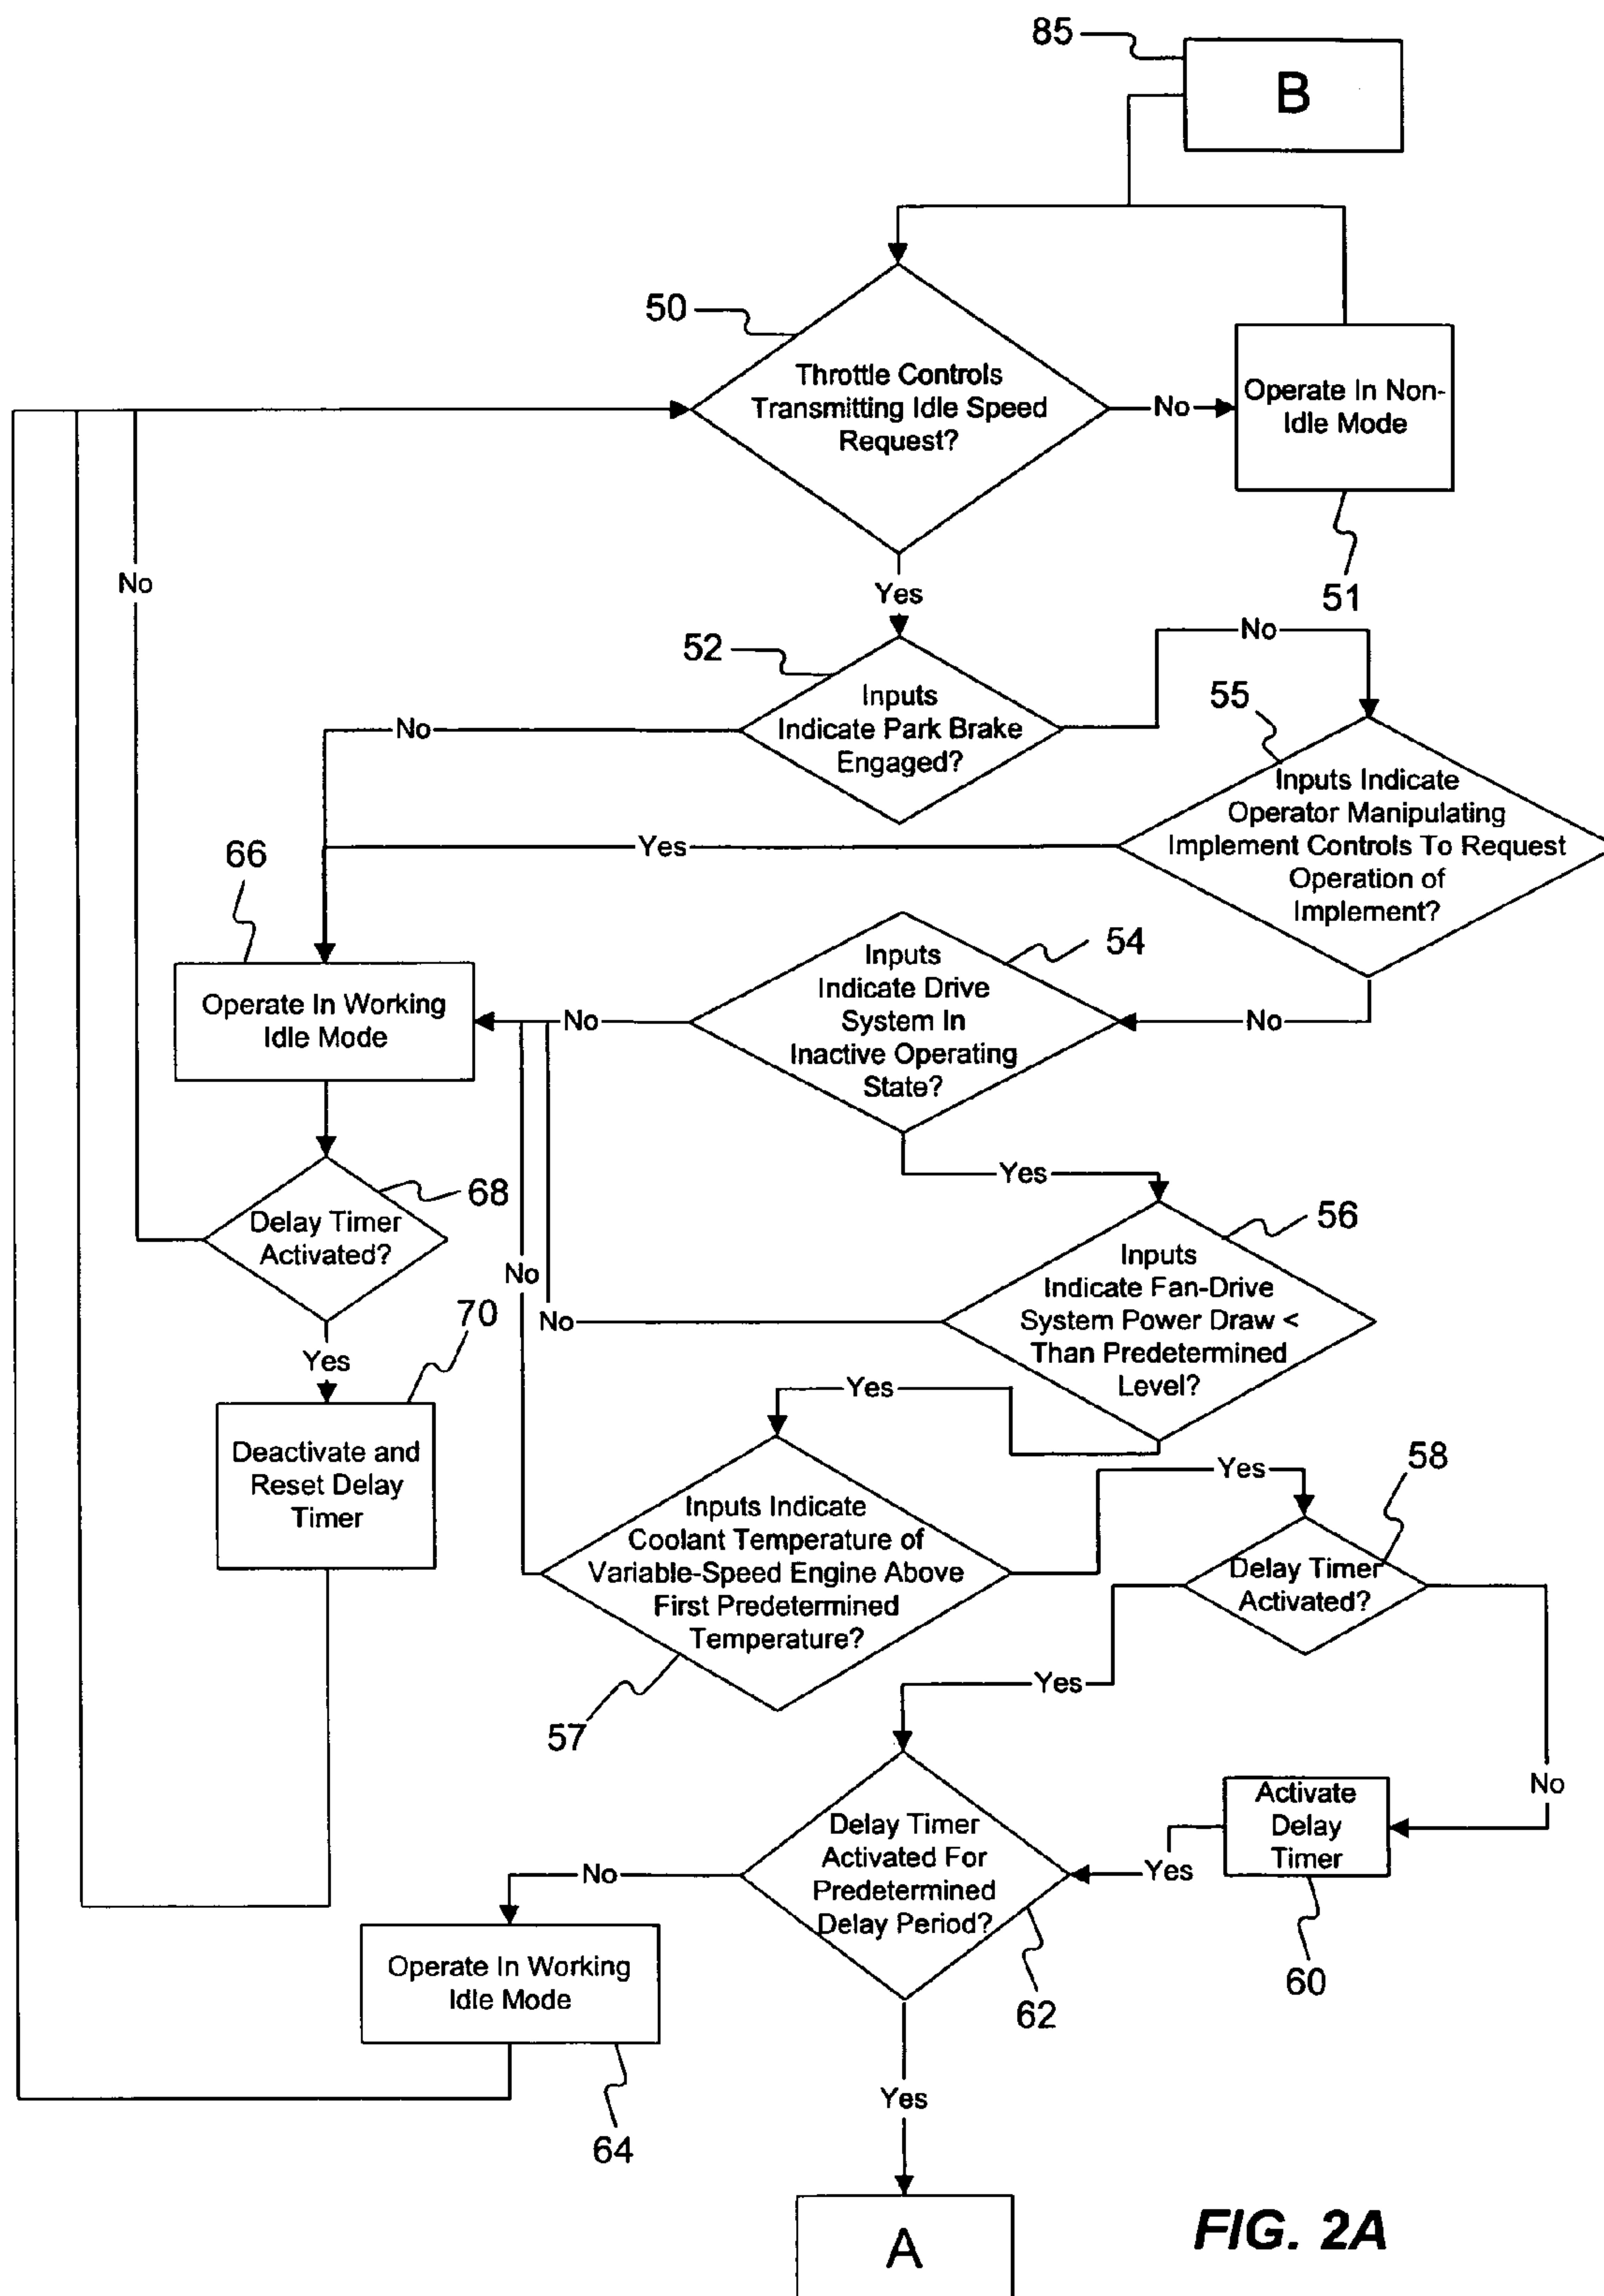 85
B
50
Throttle Controls
Transmitting Idle Speed
Request?
No
Operate In Non-
Idle Mode
51
No
Yes
52
Inputs
Indicate Park Brake
Engaged?
No
No
55
Inputs Indicate
Operator Manipulating
Implement Controls To Request
Operation of
Implement?
Yes
66
Operate In Working
Idle Mode
54
Inputs
Indicate Drive
System In
Inactive Operating
State?
No
No
Yes
68
Delay Timer
Activated?
56
Inputs
Indicate Fan-Drive
System Power Draw <
Than Predetermined
Level?
No
No
70
Yes
Deactivate and
Reset Delay
Timer
Yes
Inputs Indicate
Coolant Temperature of
Variable-Speed Engine Above
First Predetermined
Temperature?
57
Yes
58
Delay Timer
Activated?
Yes
No
Activate
Delay
Timer
60
Yes
Delay Timer
Activated For
Predetermined
Delay Period?
62
No
Operate In Working
Idle Mode
64
Yes
A
FIG. 2A